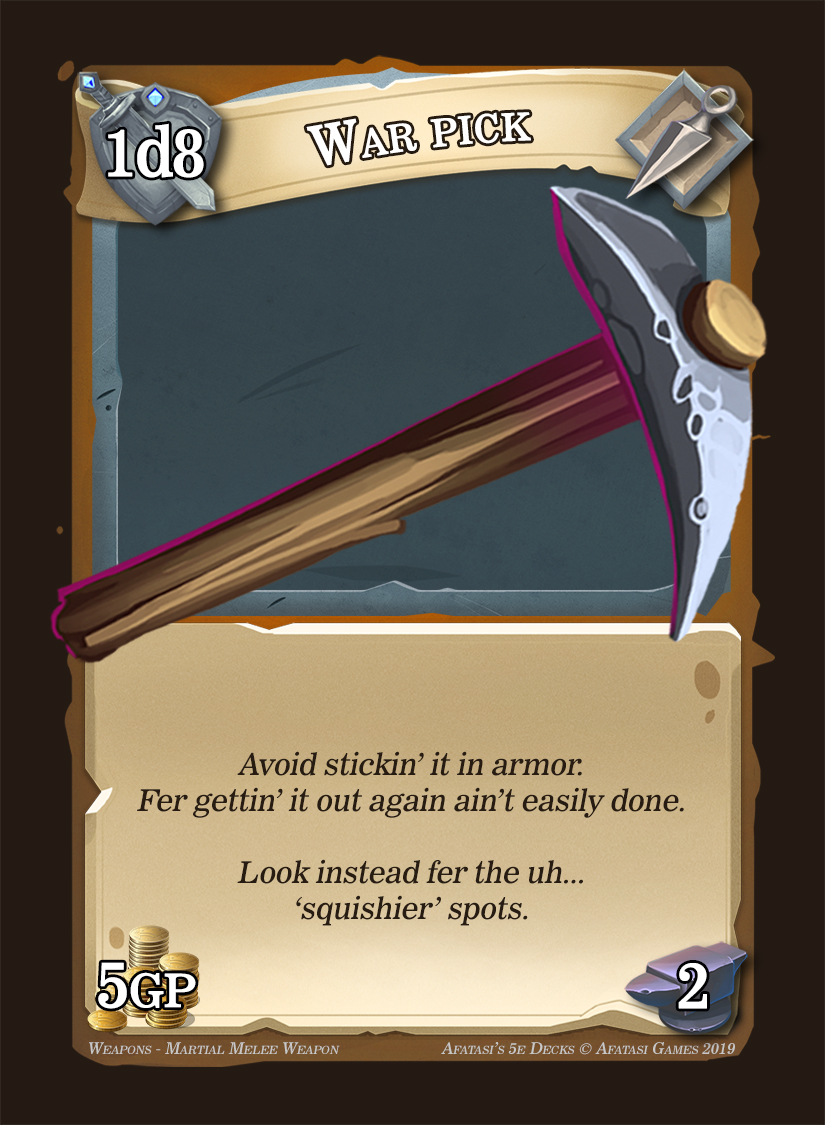 1d8
War pick
Avoid stickin’ it in armor.
Fer gettin’ it out again ain’t easily done.
Look instead fer the uh...
‘squishier’ spots.
5GP
2
Weapons - Martial Melee Weapon
Afatasi's 5e Decks © Afatasi Games 2019